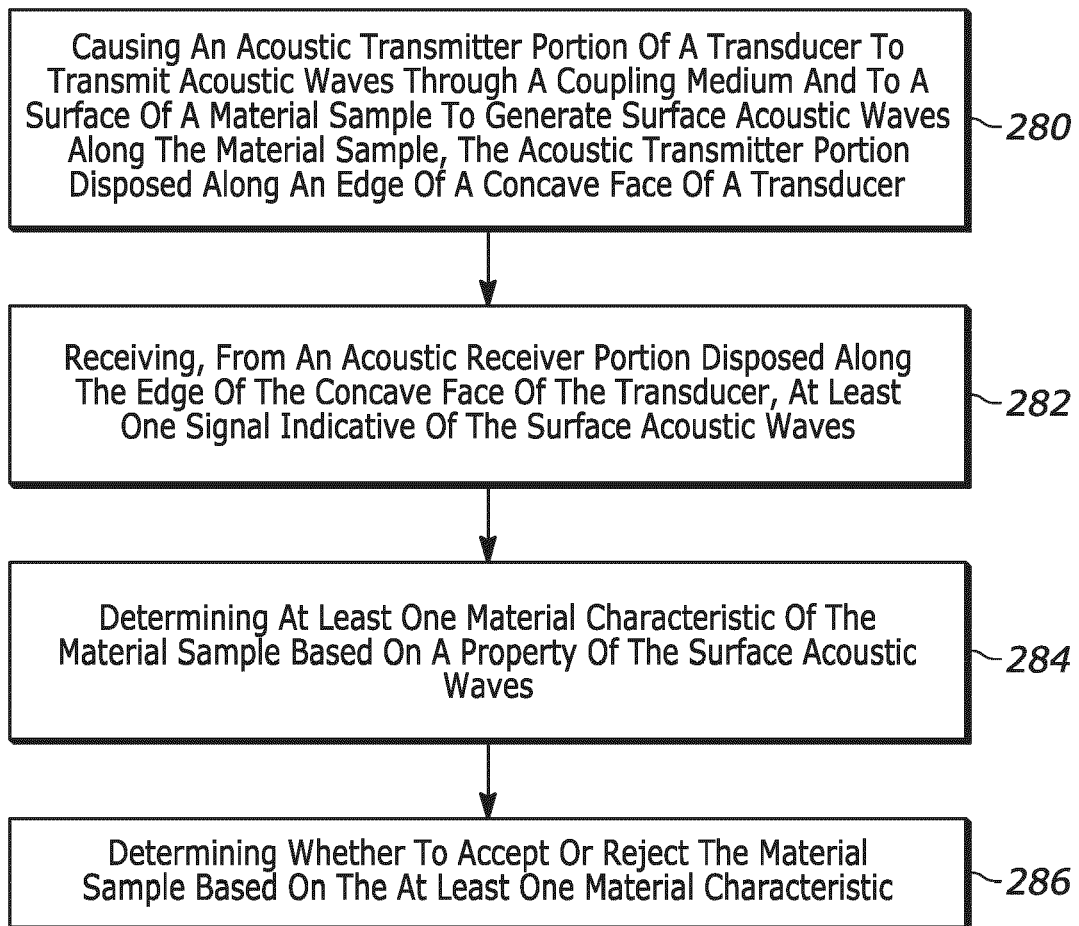 Causing An Acoustic Transmitter Portion Of A Transducer To
Transmit Acoustic Waves Through A Coupling Medium And To A
Surface Of A Material Sample To Generate Surface Acoustic Waves
Along The Material Sample, The Acoustic Transmitter Portion
Disposed Along An Edge Of A Concave Face Of A Transducer
280
Receiving, From An Acoustic Receiver Portion Disposed Along
The Edge Of The Concave Face Of The Transducer, At Least
One Signal Indicative Of The Surface Acoustic Waves
282
Determining At Least One Material Characteristic Of The
Material Sample Based On A Property Of The Surface Acoustic
Waves
284
Determining Whether To Accept Or Reject The Material
Sample Based On The At Least One Material Characteristic
286